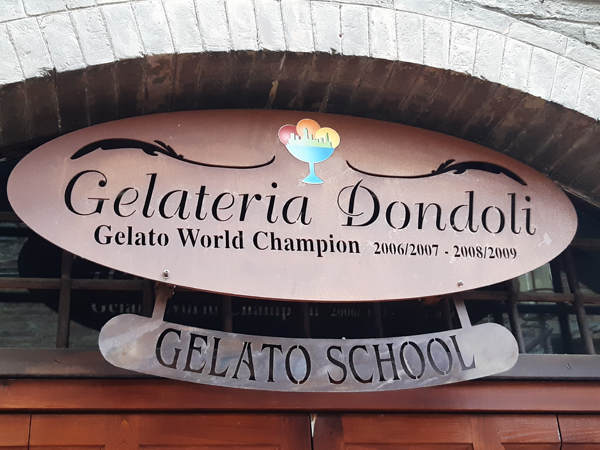 Gelateria Dondoli
Gelato World Champion 2006/2007 - 2008/2009
GELATO SCHOOL